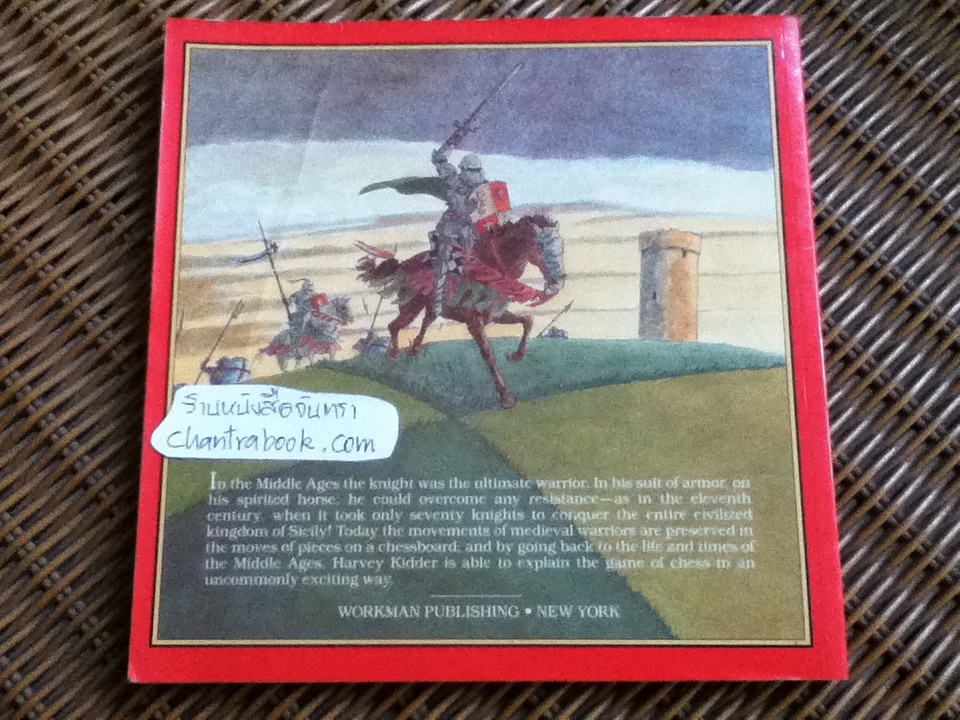 ร้านหนังสือจันทรา
chantrabook.com
In the Middle Ages the knight was the ultimate warrior. In his suit of armor, on
his spirited horse, he could overcome any resistance—as in the eleventh
century, when it took only seventy knights to conquer the entire civilized
kingdom of Sicily! Today the movements of medieval warriors are preserved in
the moves of pieces on a chessboard; and by going back to the life and times of
the Middle Ages, Harvey Kidder is able to explain the game of chess in an
uncommonly exciting way.
WORKMAN PUBLISHING • NEW YORK